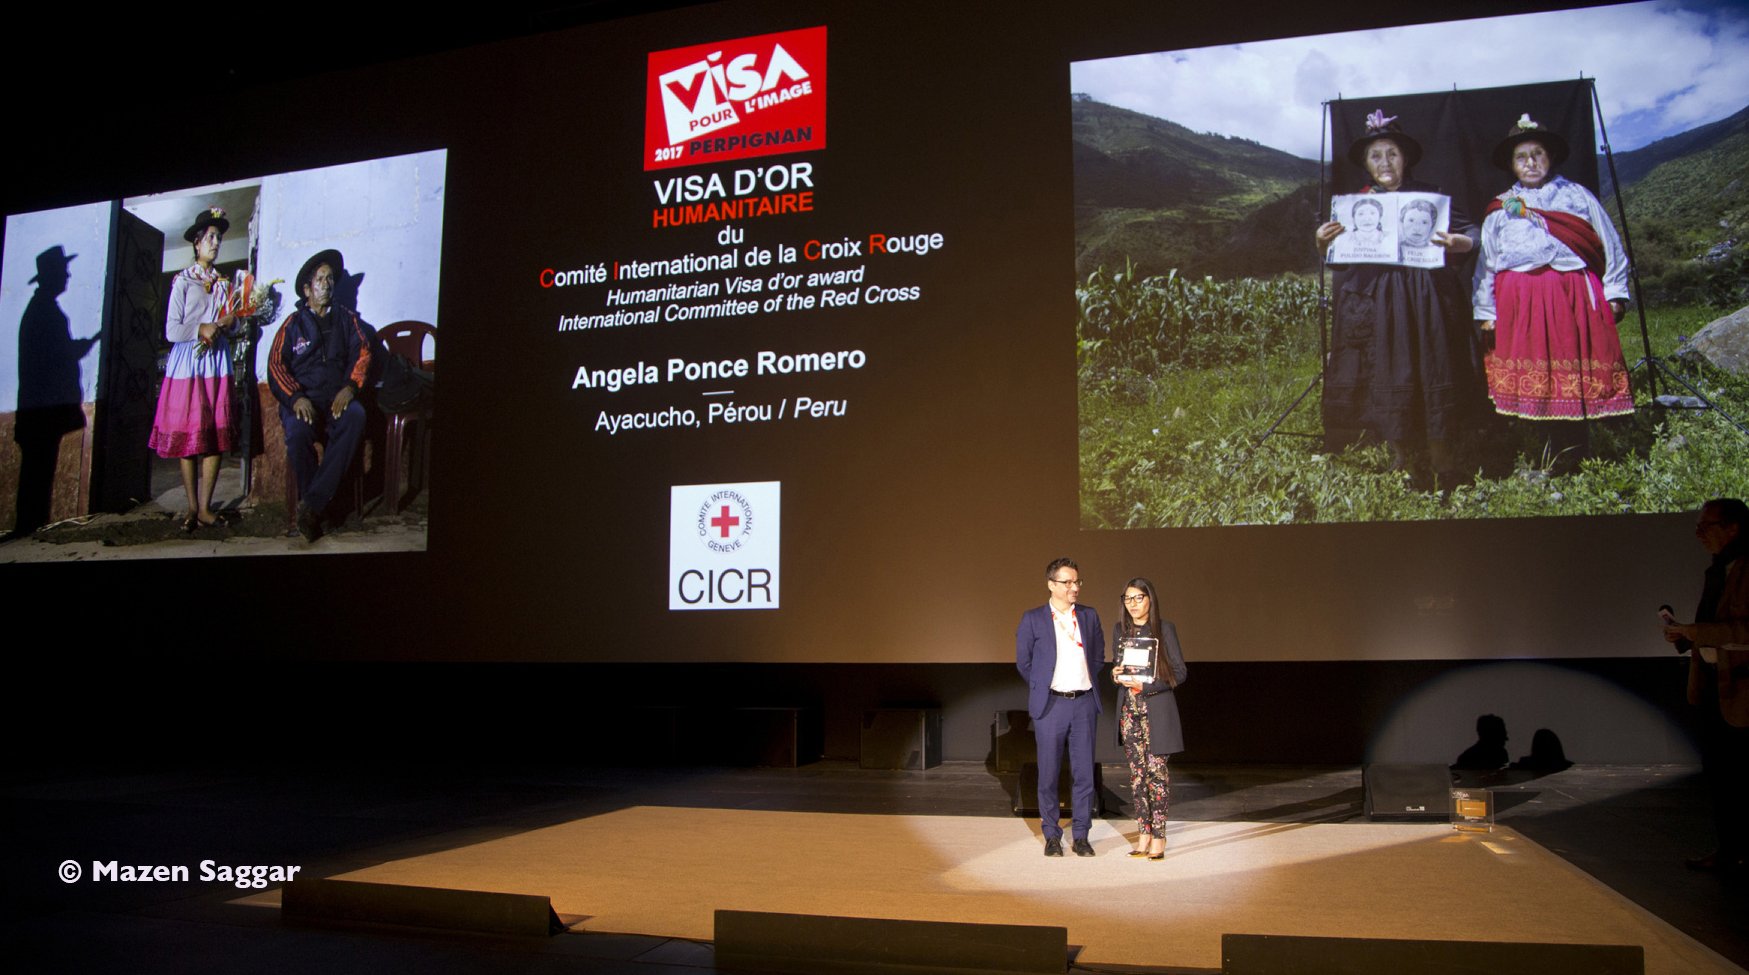 VISA
POUR L'IMAGE
2017 PERPIGNAN
VISA D'OR
HUMANITAIRE
du
Comité International de la Croix Rouge
Humanitarian Visa d'or award
International Committee of the Red Cross
Angela Ponce Romero
Ayacucho, Pérou / Peru
COMITE INTERNATIONAL
GENEVE
CICR
© Mazen Saggar